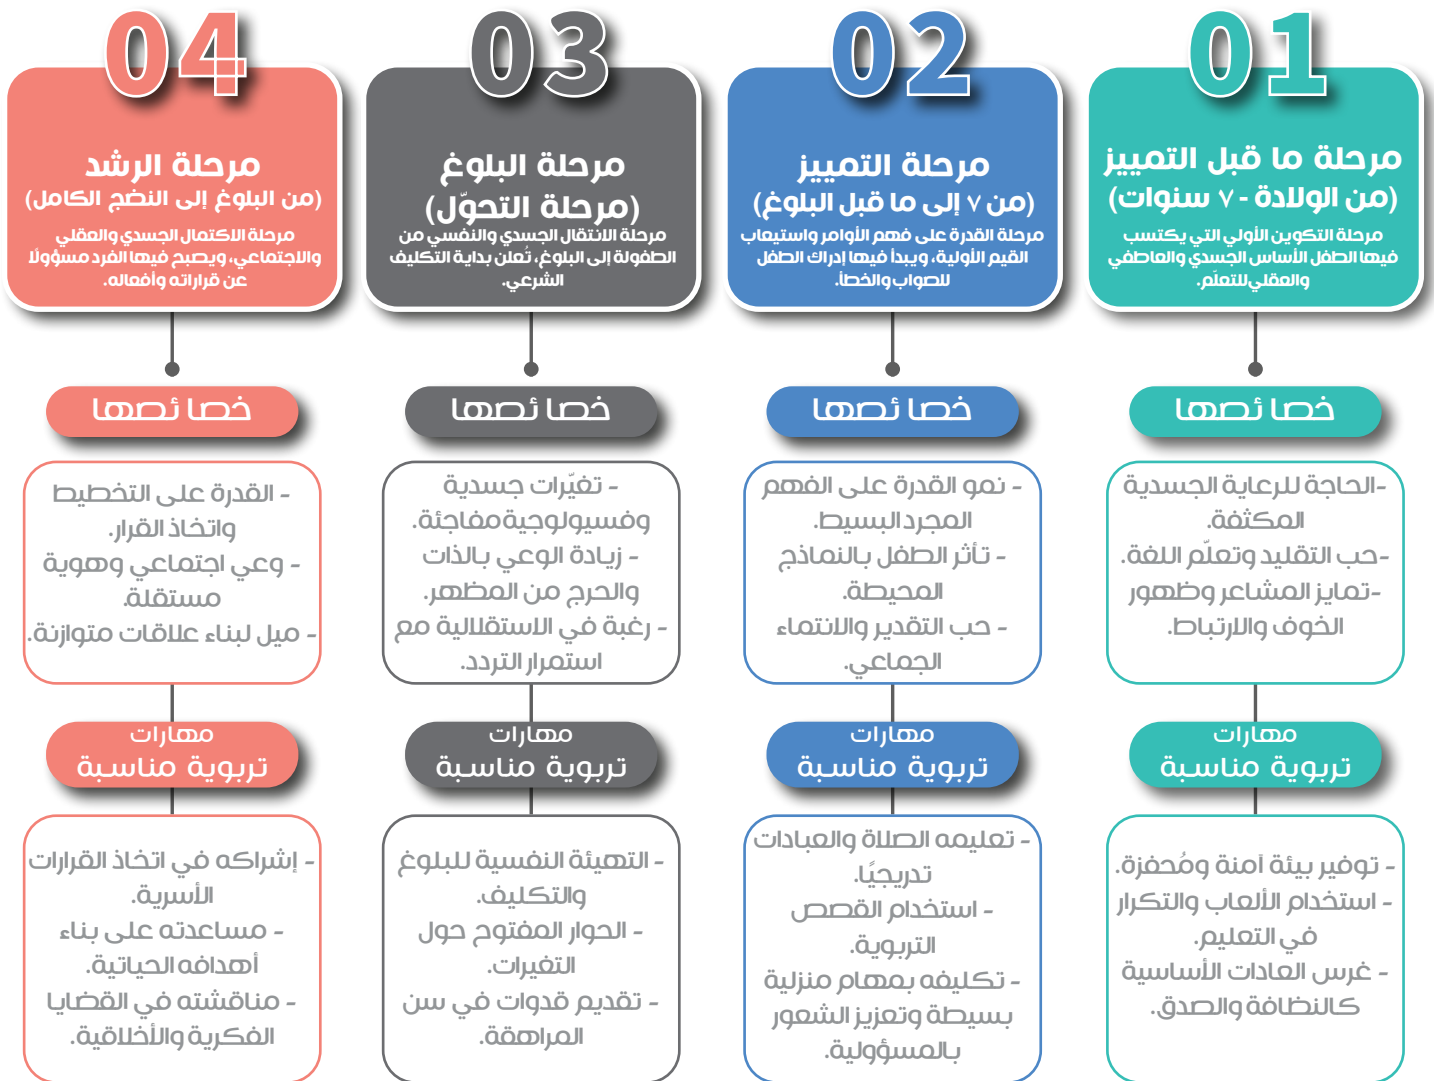 01
مرحلة ما قبل التمييز
(من الولادة - ٧ سنوات)
مرحلة التكوين الأولي التي يكتسب
فيها الطفل الأساس الجسدي والعاطفي
والعقلي للتعلّم.
خصا ئصها
-الحاجة للرعاية الجسدية
المكثفة.
-حب التقليد وتعلّم اللغة.
-تمايز المشاعر وظهور
الخوف والارتباط.
مهارات
تربوية مناسبة
- توفير بيئة آمنة ومُحفزة.
- استخدام الألعاب والتكرار
في التعليم.
- غرس العادات الأساسية
كالنظافة والصدق.
02
مرحلة التمييز
(من ٧ إلى ما قبل البلوغ)
مرحلة القدرة على فهم الأوامر واستيعاب
القيم الأولية، ويبدأ فيها إدراك الطفل
للصواب والخطأ.
خصا ئصها
- نمو القدرة على الفهم
المجرد البسيط.
- تأثر الطفل بالنماذج
المحيطة.
- حب التقدير والانتماء
الجماعي.
مهارات
تربوية مناسبة
- تعليمه الصلاة والعبادات
تدريجيًا.
- استخدام القصص
التربوية.
- تكليفه بمهام منزلية
بسيطة وتعزيز الشعور
بالمسؤولية.
03
مرحلة البلوغ
(مرحلة التحوّل)
مرحلة الانتقال الجسدي والنفسي من
الطفولة إلى البلوغ، تُعلن بداية التكليف
الشرعي.
خصا ئصها
- تغيّرات جسدية
وفسيولوجية مفاجئة.
- زيادة الوعي بالذات
والحرج من المظهر.
- رغبة في الاستقلالية مع
استمرار التردد.
مهارات
تربوية مناسبة
- التهيئة النفسية للبلوغ
والتكليف.
- الحوار المفتوح حول
التغيرات.
- تقديم قدوات في سن
المراهقة.
04
مرحلة الرشد
(من البلوغ إلى النضج الكامل)
مرحلة الاكتمال الجسدي والعقلي
والاجتماعي، ويصبح فيها الفرد مسؤولًا
عن قراراته وأفعاله.
خصا ئصها
- القدرة على التخطيط
واتخاذ القرار.
- وعي اجتماعي وهوية
مستقلة.
- ميل لبناء علاقات متوازنة.
مهارات
تربوية مناسبة
- إشراكه في اتخاذ القرارات
الأسرية.
- مساعدته على بناء
أهدافه الحياتية.
- مناقشته في القضايا
الفكرية والأخلاقية.